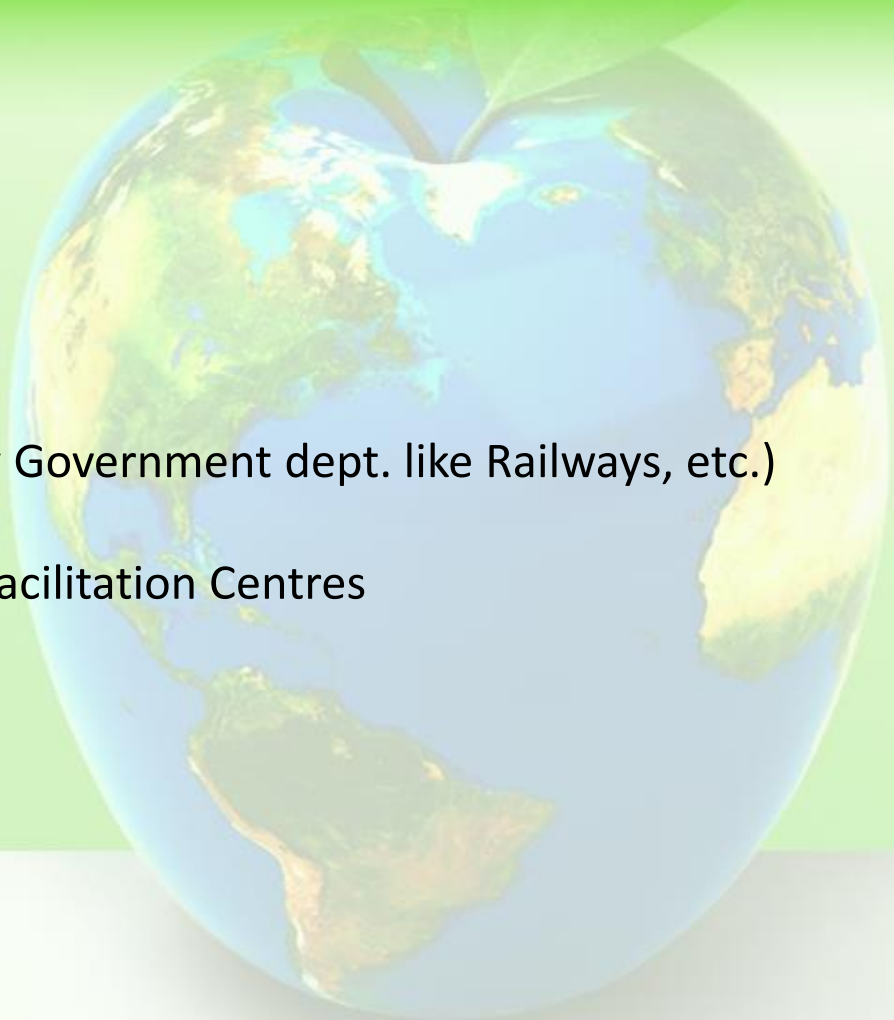 Government dept. like Railways, etc.)
acilitation Centres